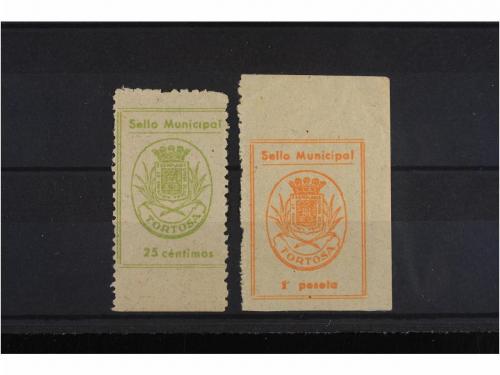 Sello Municipal
TORTOSA
25 céntimos
Sello Municipal
TORTOSA
1 peseta